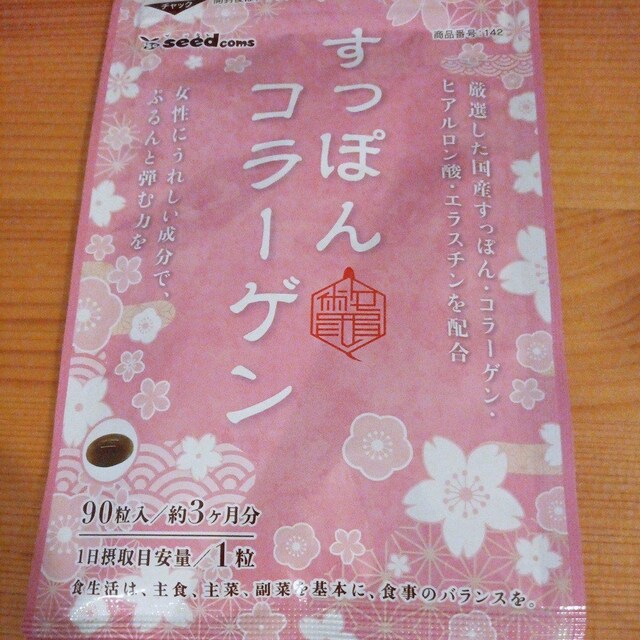 チャック
seedcoms
商品番号:142
すっぽん
コラーゲン
厳選した国産すっぽん・コラーゲン・
ヒアルロン酸・エラスチンを配合
女性にうれしい成分で、
ぷるんと弾む力を
90粒入/約3ヶ月分
1日摂取目安量/1粒
食生活は、主食、主菜、副菜を基本に、食事のバランスを。